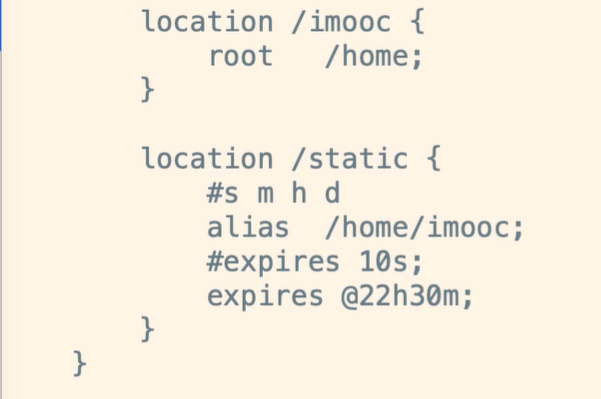 location /imooc {
root /home;
}
location /static {
#s m h d
alias /home/imooc;
#expires 10s;
expires @22h30m;
}
}